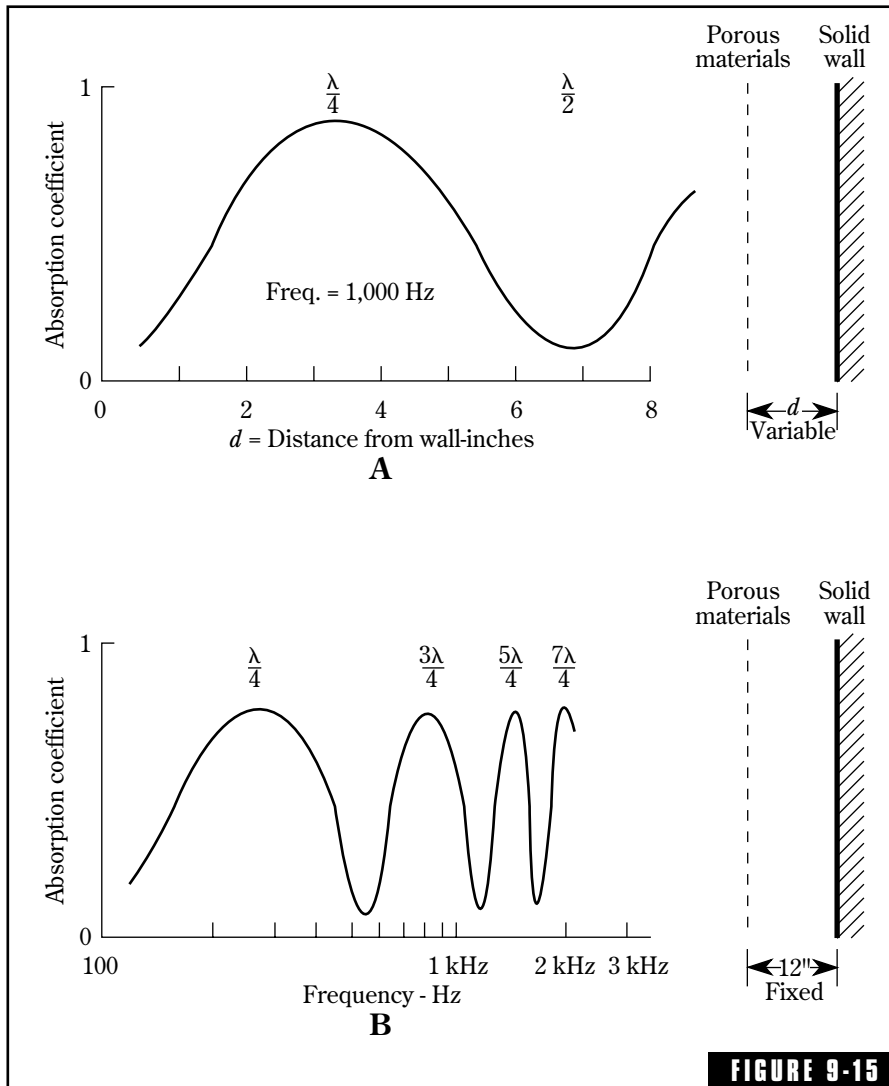 Porous materials
Solid wall
1
λ/4
λ/2
Absorption coefficient
Freq. = 1,000 Hz
0
0 2 4 6 8
d = Distance from wall-inches
d
Variable
A
Porous materials
Solid wall
1
λ/4
3λ/4
5λ/4
7λ/4
Absorption coefficient
0
100 1 kHz 2 kHz 3 kHz
Frequency - Hz
12"
Fixed
B
FIGURE 9-15